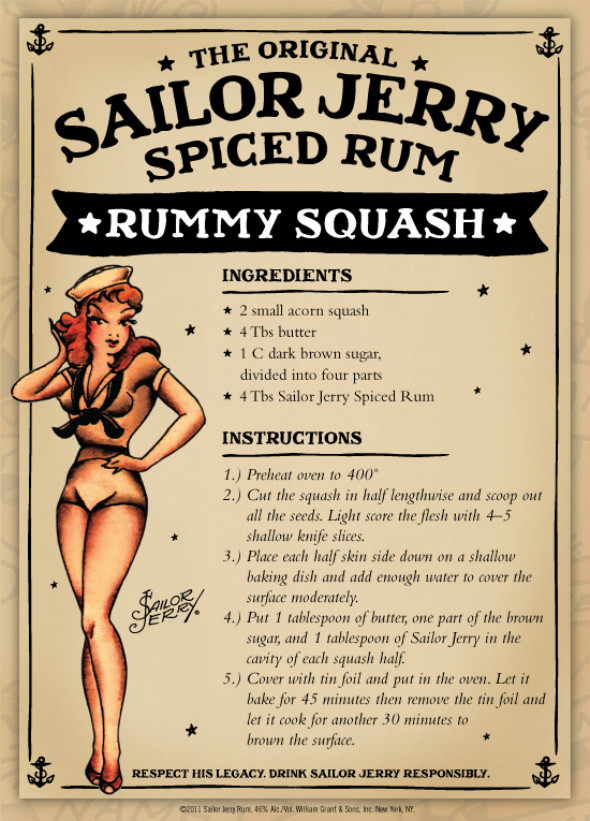 THE ORIGINAL
SAILOR JERRY
SPICED RUM
RUMMY SQUASH
INGREDIENTS
2 small acorn squash
4 Tbs butter
1 C dark brown sugar,
divided into four parts
4 Tbs Sailor Jerry Spiced Rum
INSTRUCTIONS
1.) Preheat oven to 400°
2.) Cut the squash in half lengthwise and scoop out
all the seeds. Light score the flesh with 4–5
shallow knife slices.
3.) Place each half skin side down on a shallow
baking dish and add enough water to cover the
surface moderately.
4.) Put 1 tablespoon of butter, one part of the brown
sugar, and 1 tablespoon of Sailor Jerry in the
cavity of each squash half.
5.) Cover with tin foil and put in the oven. Let it
bake for 45 minutes then remove the tin foil and
let it cook for another 30 minutes to
brown the surface.
SAILOR
JERRY®
RESPECT HIS LEGACY. DRINK SAILOR JERRY RESPONSIBLY.
©2011 Sailor Jerry Rum, 46% Alc./Vol. William Grant & Sons, Inc. New York, NY.